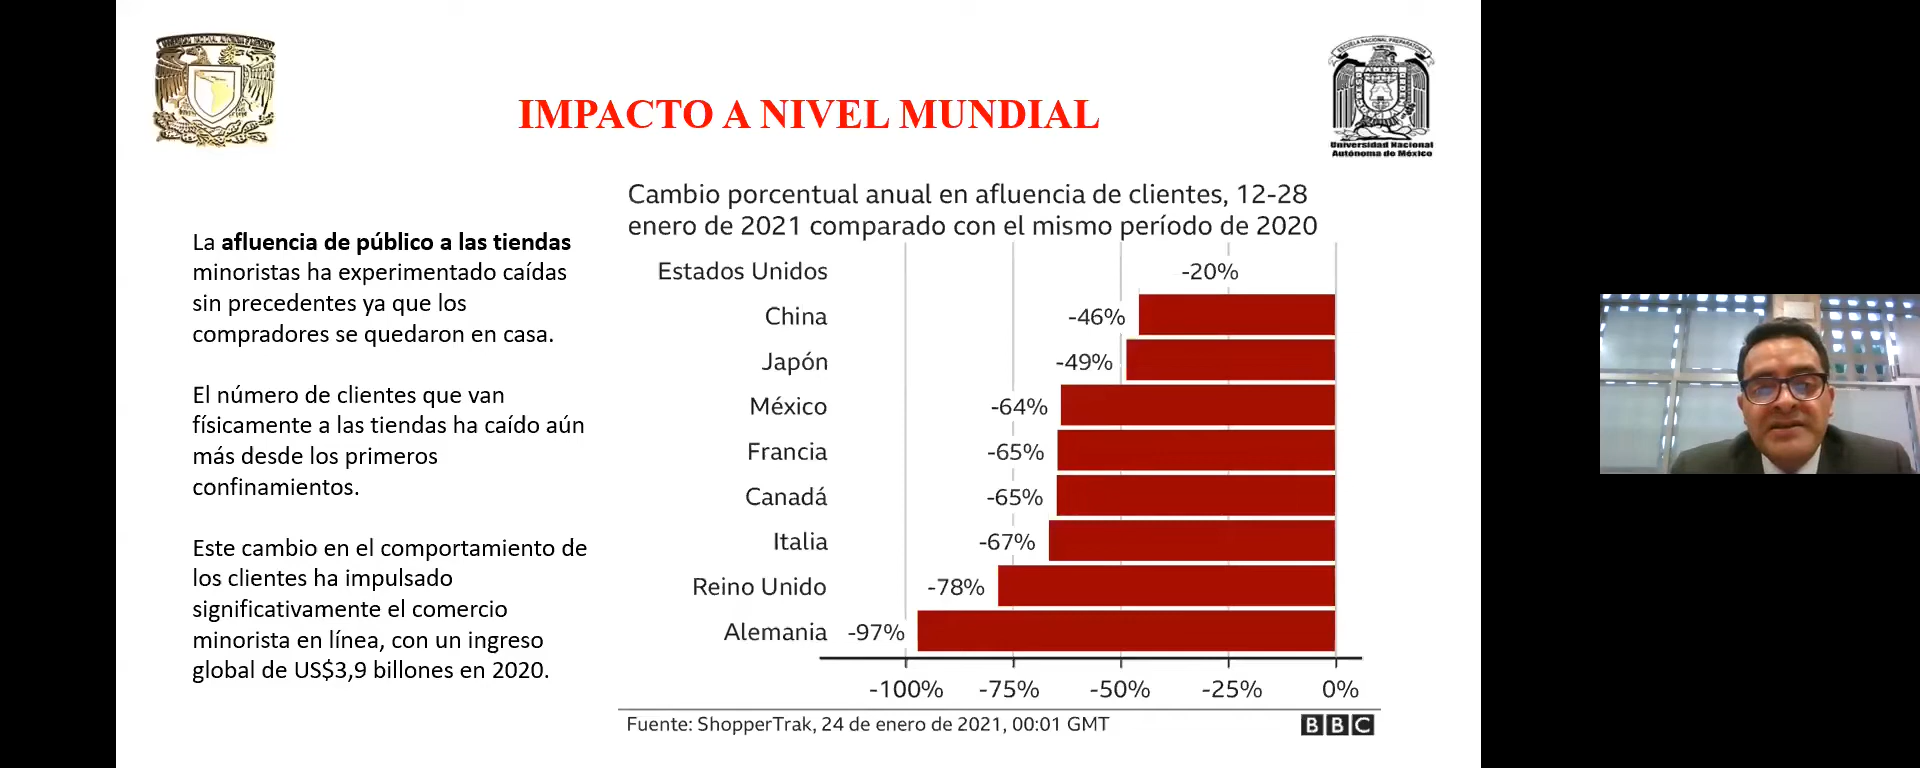 IMPACTO A NIVEL MUNDIAL
ESCUELA NACIONAL PREPARATORIA
Universidad Nacional
Autónoma de México
La afluencia de público a las tiendas
minoristas ha experimentado caídas
sin precedentes ya que los
compradores se quedaron en casa.
El número de clientes que van
físicamente a las tiendas ha caído aún
más desde los primeros
confinamientos.
Este cambio en el comportamiento de
los clientes ha impulsado
significativamente el comercio
minorista en línea, con un ingreso
global de US$3,9 billones en 2020.
Cambio porcentual anual en afluencia de clientes, 12-28
enero de 2021 comparado con el mismo período de 2020
Estados Unidos -20%
China -46%
Japón -49%
México -64%
Francia -65%
Canadá -65%
Italia -67%
Reino Unido -78%
Alemania -97%
-100% -75% -50% -25% 0%
Fuente: ShopperTrak, 24 de enero de 2021, 00:01 GMT
BBC